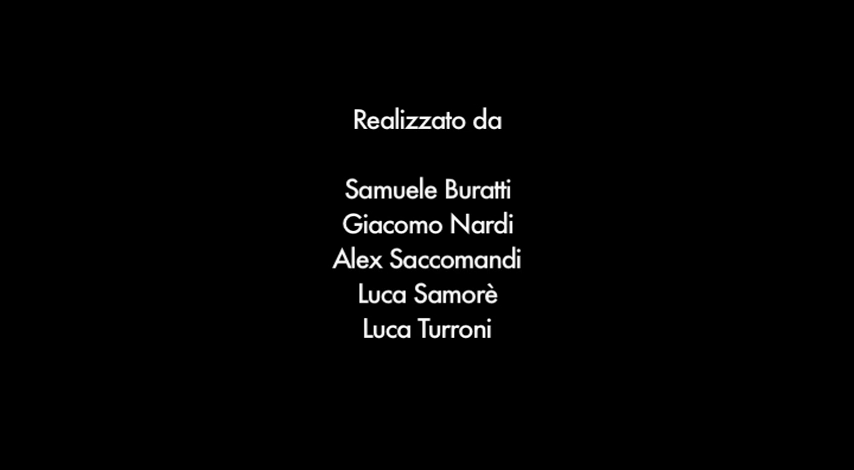 Realizzato da
Samuele Buratti
Giacomo Nardi
Alex Saccomandi
Luca Samorè
Luca Turroni